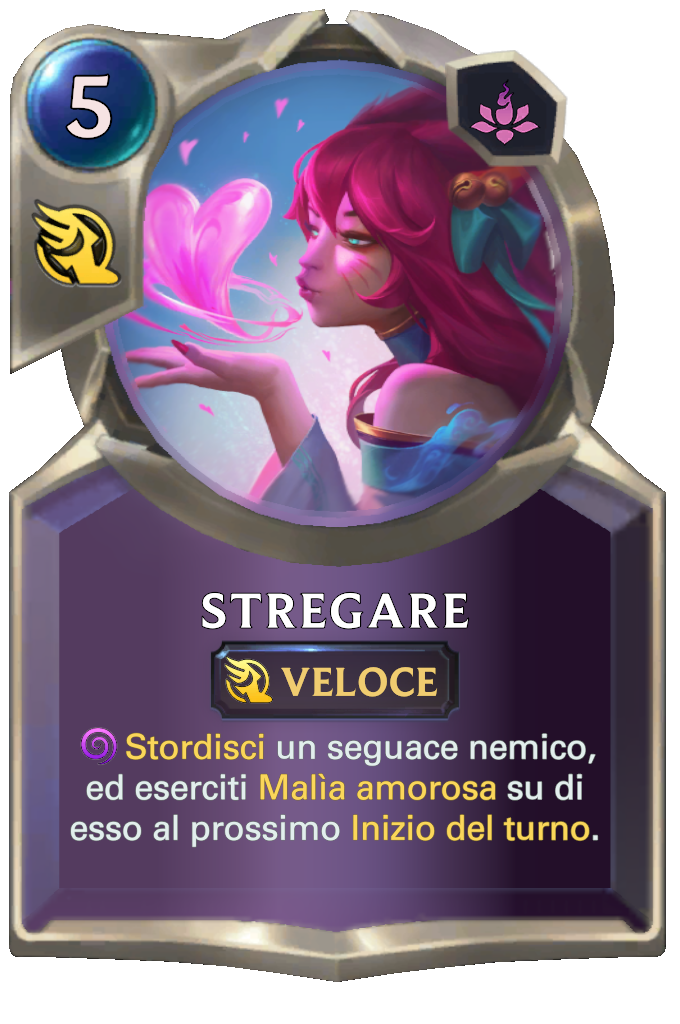 5
STREGARE
VELOCE
Stordisci un seguace nemico,
ed eserciti Malìa amorosa su di
esso al prossimo Inizio del turno.